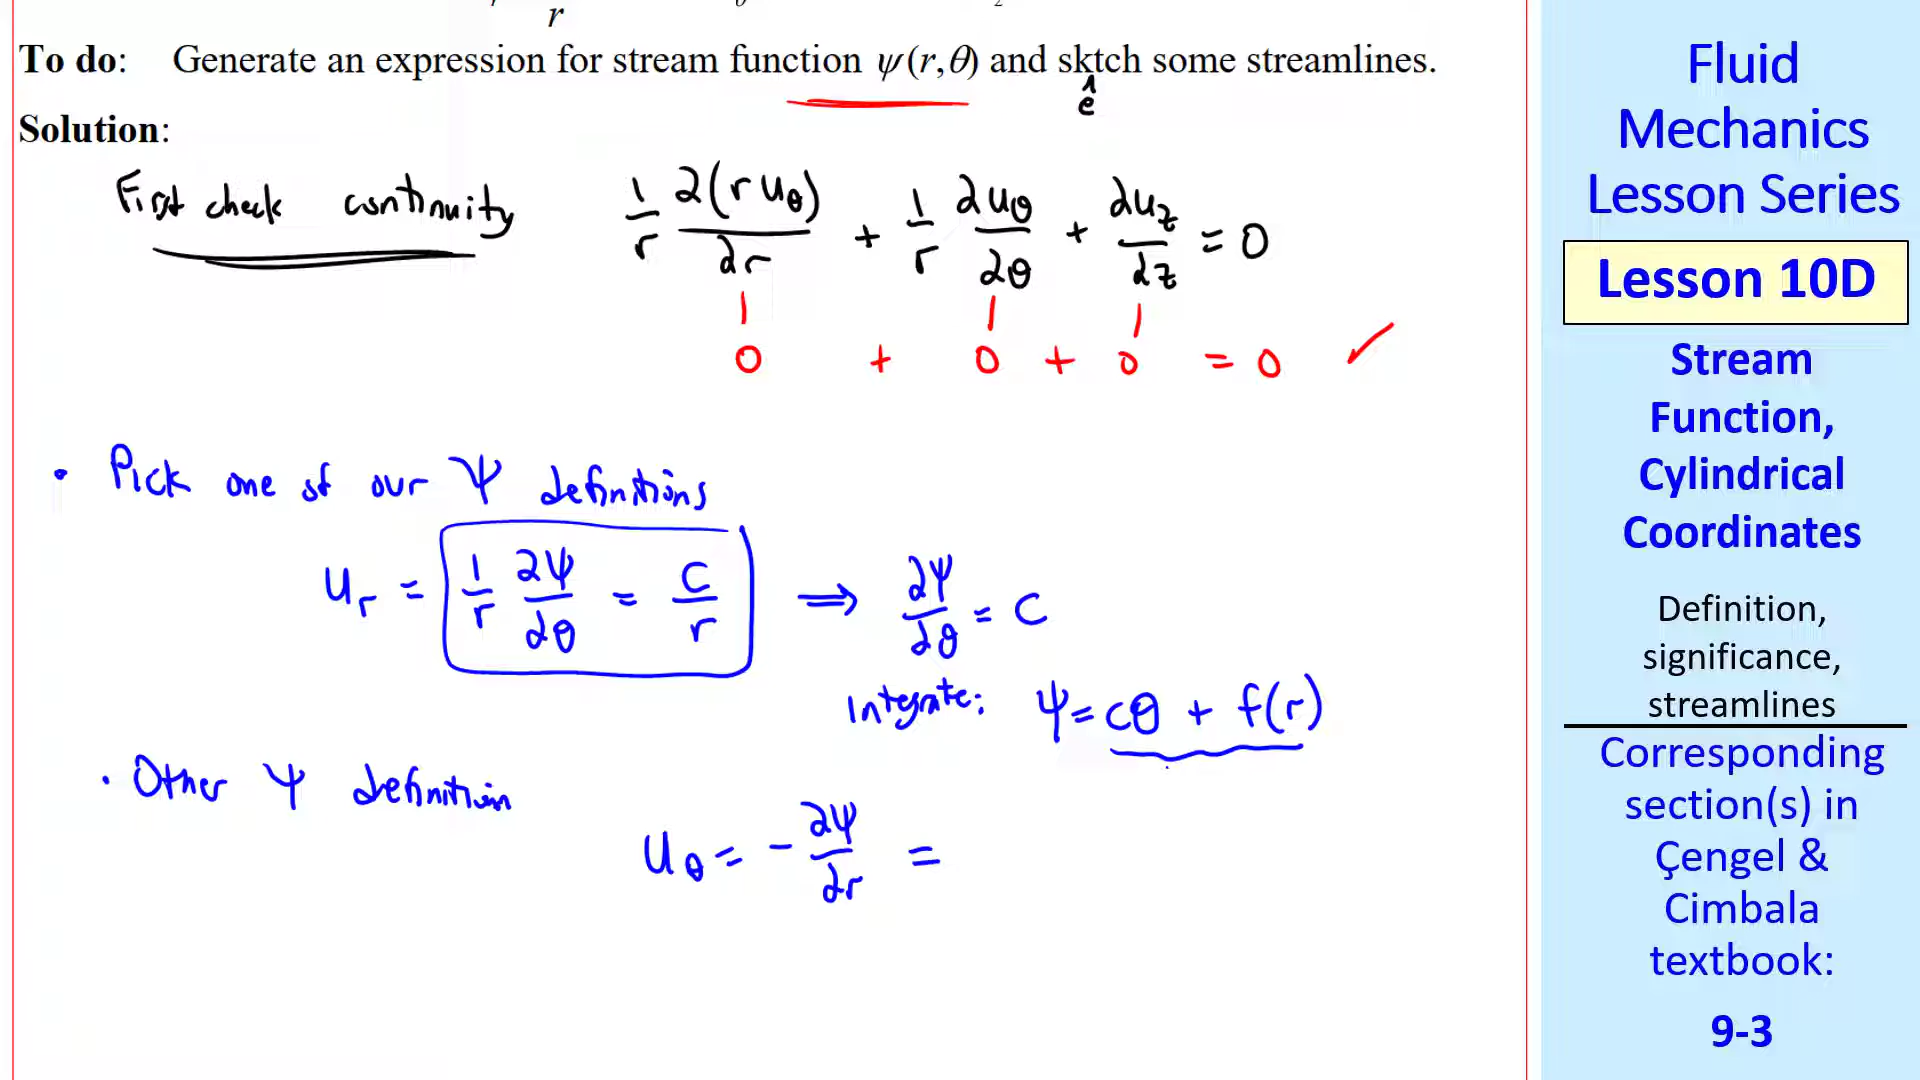 r
To do: Generate an expression for stream function ψ(r,θ) and sktch some streamlines.
^
e
Solution:
First check continuity 1/r ∂(r uθ)/∂r + 1/r ∂uθ/∂θ + ∂uz/∂z = 0
0 + 0 + 0 = 0 ✓
• Pick one of our Ψ definitions
ur = 1/r ∂Ψ/∂θ = C/r ⟹ ∂Ψ/∂θ = C
Integrate: Ψ = cθ + f(r)
• Other Ψ definition
uθ = - ∂Ψ/∂r =
Fluid
Mechanics
Lesson Series
Lesson 10D
Stream
Function,
Cylindrical
Coordinates
Definition,
significance,
streamlines
Corresponding
section(s) in
Çengel &
Cimbala
textbook:
9-3